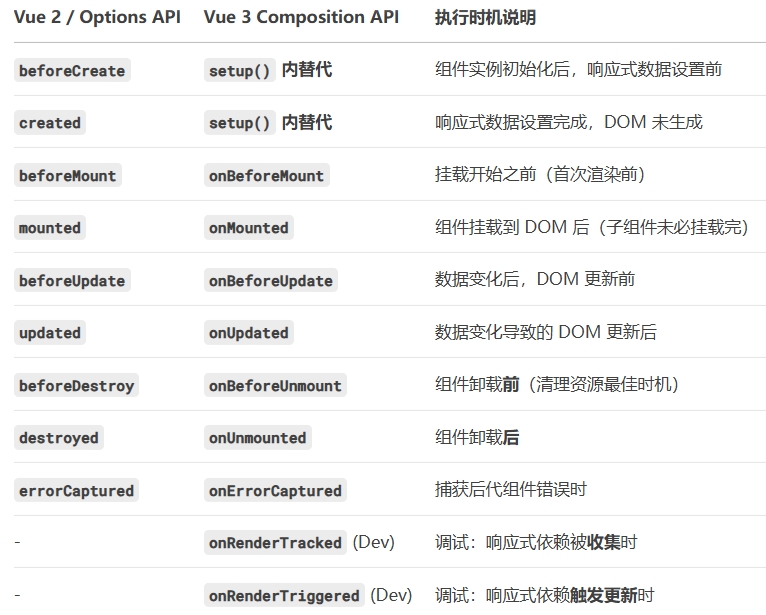 Vue 2 / Options API Vue 3 Composition API 执行时机说明
beforeCreate setup() 内替代 组件实例初始化后，响应式数据设置前
created setup() 内替代 响应式数据设置完成，DOM 未生成
beforeMount onBeforeMount 挂载开始之前（首次渲染前）
mounted onMounted 组件挂载到 DOM 后（子组件未必挂载完）
beforeUpdate onBeforeUpdate 数据变化后，DOM 更新前
updated onUpdated 数据变化导致的 DOM 更新后
beforeDestroy onBeforeUnmount 组件卸载前（清理资源最佳时机）
destroyed onUnmounted 组件卸载后
errorCaptured onErrorCaptured 捕获后代组件错误时
- onRenderTracked (Dev) 调试：响应式依赖被收集时
- onRenderTriggered (Dev) 调试：响应式依赖触发更新时